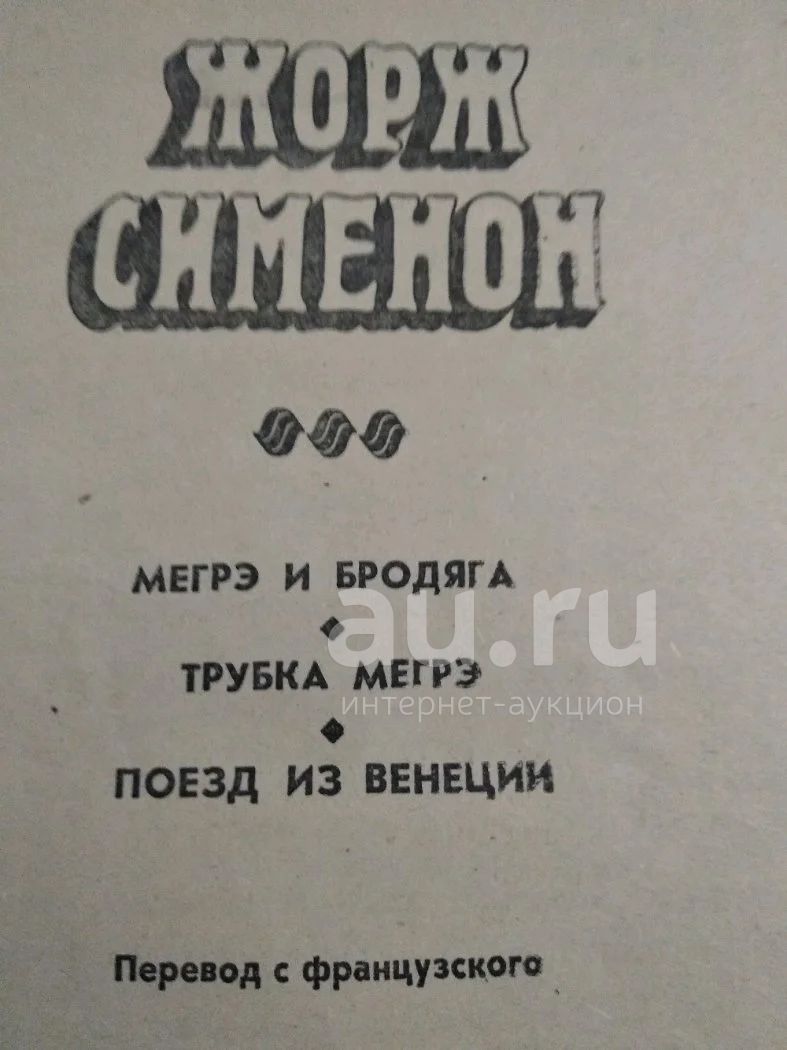 ЖОРЖ
СИМЕНОН
МЕГРЭ И БРОДЯГА
au.ru
ТРУБКА МЕГРЭ
интернет-аукцион
ПОЕЗД ИЗ ВЕНЕЦИИ
Перевод с французского